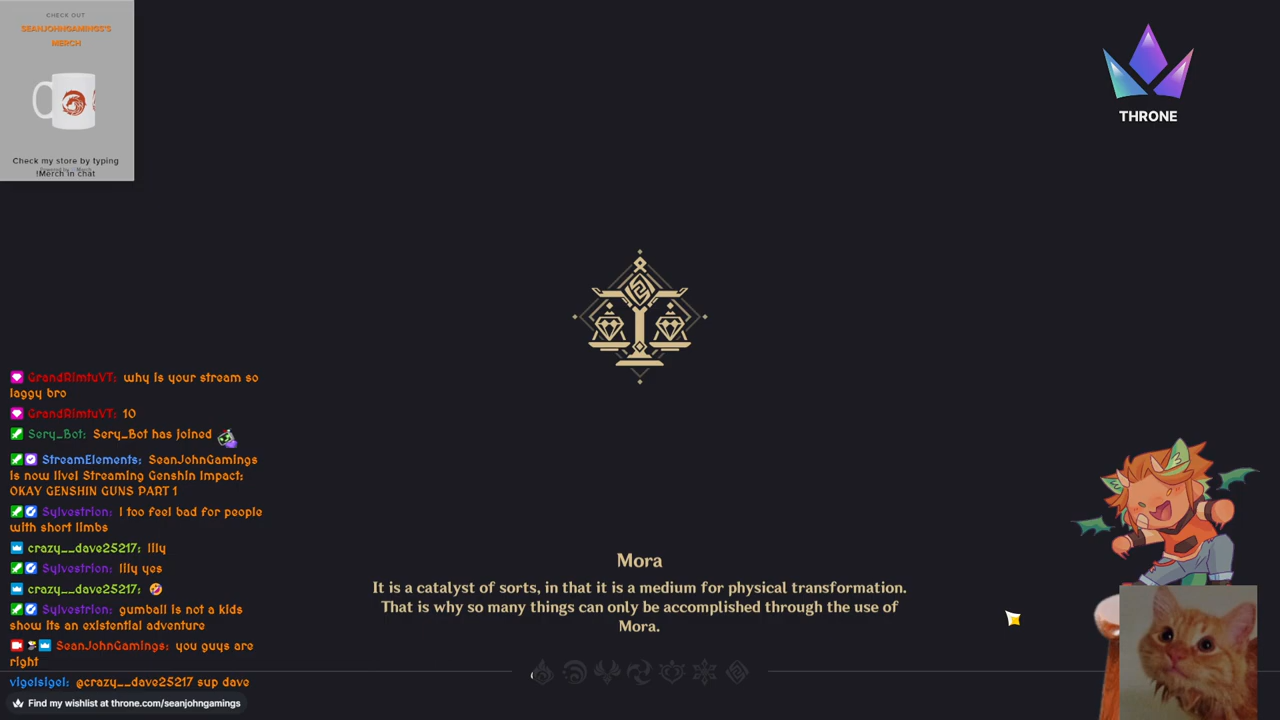 CHECK OUT
SEANJOHNGAMINGS'S
MERCH
Check my store by typing
!Merch in chat
THRONE
GrandRimtuVT: why is your stream so
laggy bro
GrandRimtuVT: 10
Sery_Bot: Sery_Bot has joined
StreamElements: SeanJohnGamings
is now live! Streaming Genshin Impact:
OKAY GENSHIN GUNS PART 1
Sylvestrion: I too feel bad for people
with short limbs
crazy__dave25217: Illy
Sylvestrion: Illy yes
crazy__dave25217:
Sylvestrion: gumball is not a kids
show its an existential adventure
SeanJohnGamings: you guys are
right
vigelsigel: @crazy__dave25217 sup dave
Find my wishlist at throne.com/seanjohngamings
Mora
It is a catalyst of sorts, in that it is a medium for physical transformation.
That is why so many things can only be accomplished through the use of
Mora.